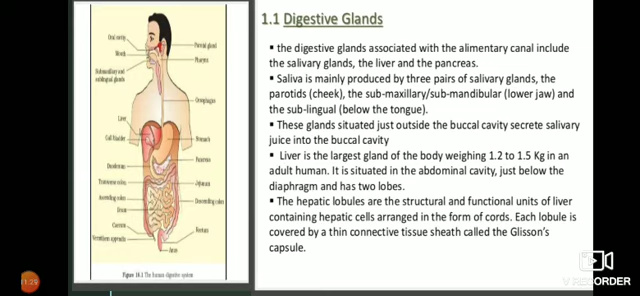 1.1 Digestive Glands
▪ the digestive glands associated with the alimentary canal include
the salivary glands, the liver and the pancreas.
▪ Saliva is mainly produced by three pairs of salivary glands, the
parotids (cheek), the sub-maxillary/sub-mandibular (lower jaw) and
the sub-lingual (below the tongue).
▪ These glands situated just outside the buccal cavity secrete salivary
juice into the buccal cavity
▪ Liver is the largest gland of the body weighing 1.2 to 1.5 Kg in an
adult human. It is situated in the abdominal cavity, just below the
diaphragm and has two lobes.
▪ The hepatic lobules are the structural and functional units of liver
containing hepatic cells arranged in the form of cords. Each lobule is
covered by a thin connective tissue sheath called the Glisson's
capsule.
Oral cavity
Mouth
Submaxillary and
sublingual glands
Parotid gland
Pharynx
Oesophagus
Liver
Gall bladder
Duodenum
Transverse colon
Ascending colon
Ileum
Caecum
Vermiform appendix
Stomach
Pancreas
Jejunum
Descending colon
Rectum
Anus
Figure 16.1 The human digestive system
V RECORDER